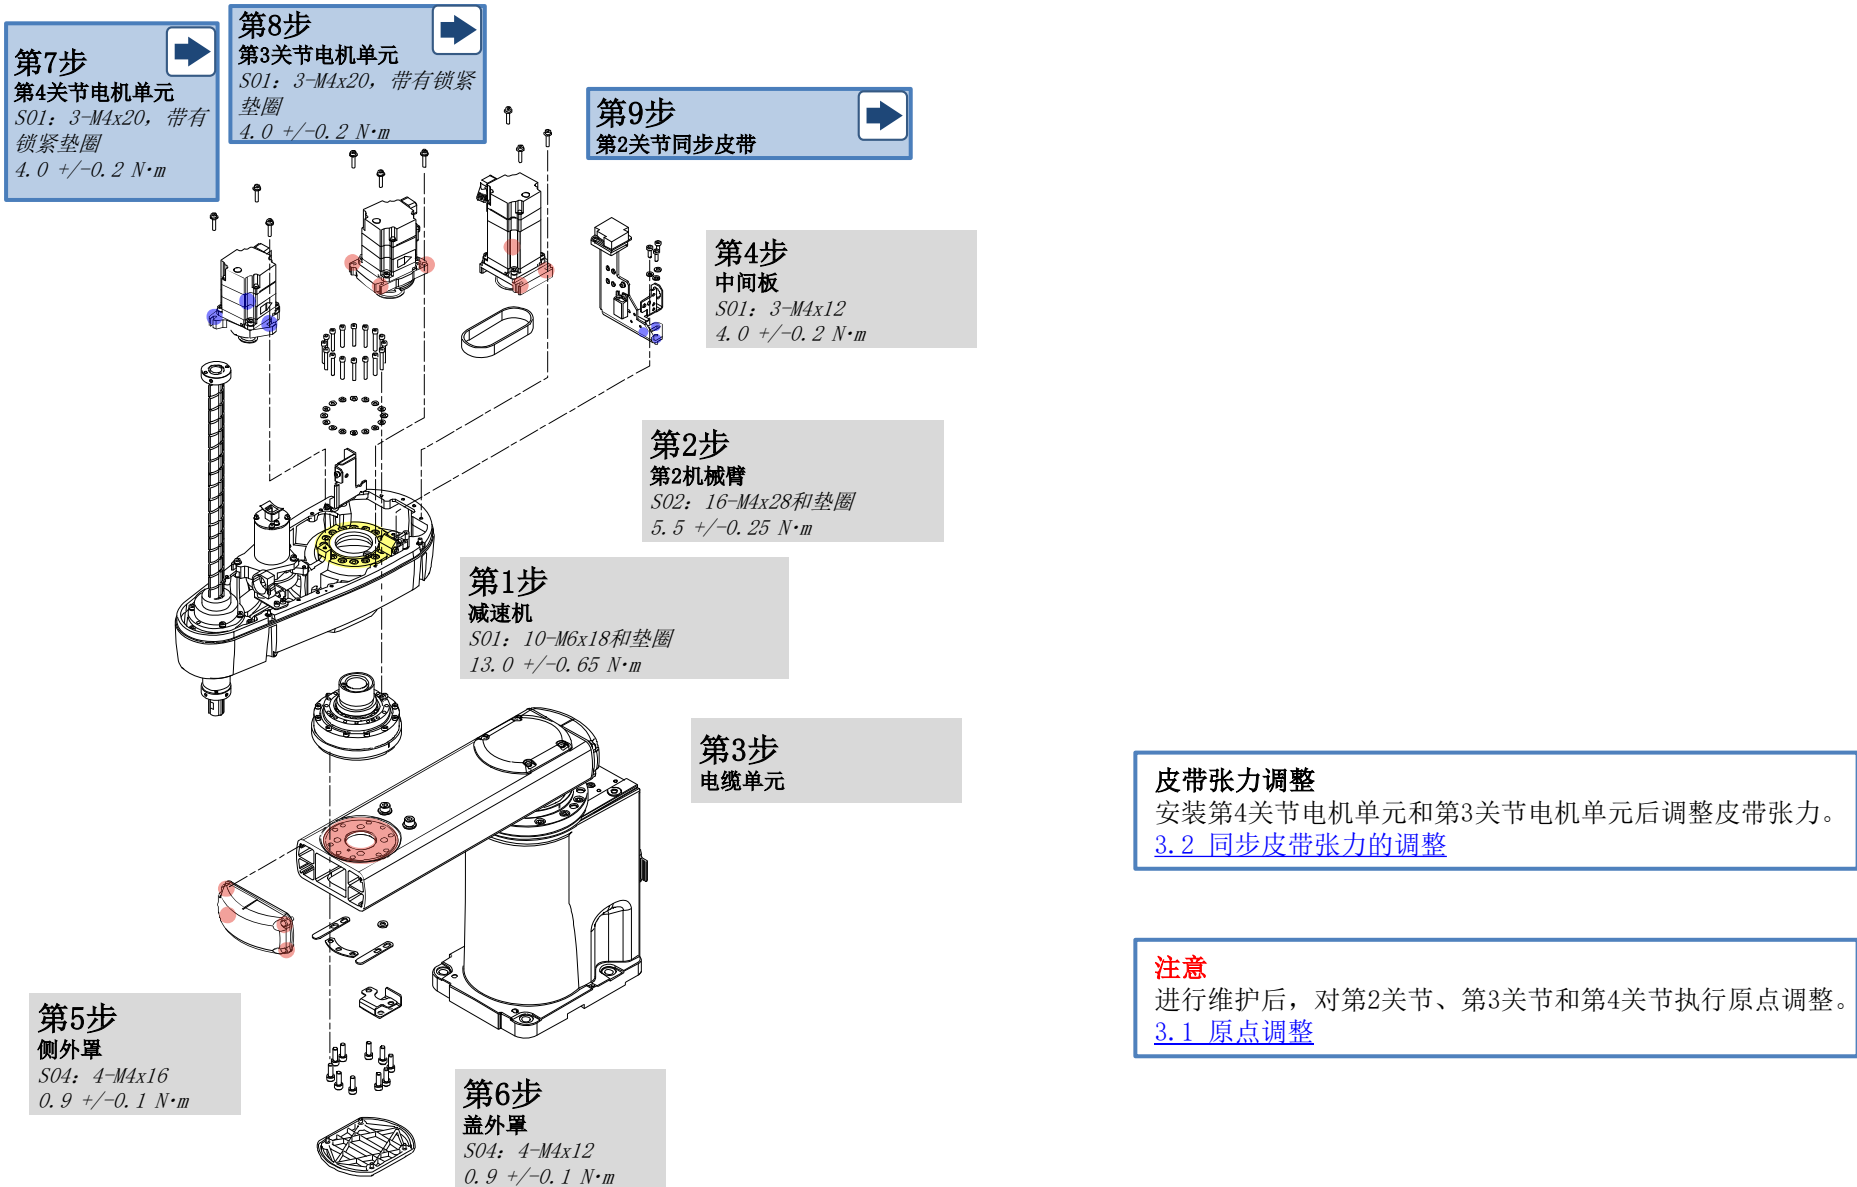 第7步
第4关节电机单元
S01: 3-M4x20, 带有
锁紧垫圈
4.0 +/-0.2 N·m
第8步
第3关节电机单元
S01: 3-M4x20, 带有锁紧
垫圈
4.0 +/-0.2 N·m
第9步
第2关节同步皮带
第4步
中间板
S01: 3-M4x12
4.0 +/-0.2 N·m
第2步
第2机械臂
S02: 16-M4x28和垫圈
5.5 +/-0.25 N·m
第1步
减速机
S01: 10-M6x18和垫圈
13.0 +/-0.65 N·m
第3步
电缆单元
皮带张力调整
安装第4关节电机单元和第3关节电机单元后调整皮带张力。
3.2 同步皮带张力的调整
注意
进行维护后, 对第2关节、第3关节和第4关节执行原点调整。
3.1 原点调整
第5步
侧外罩
S04: 4-M4x16
0.9 +/-0.1 N·m
第6步
盖外罩
S04: 4-M4x12
0.9 +/-0.1 N·m